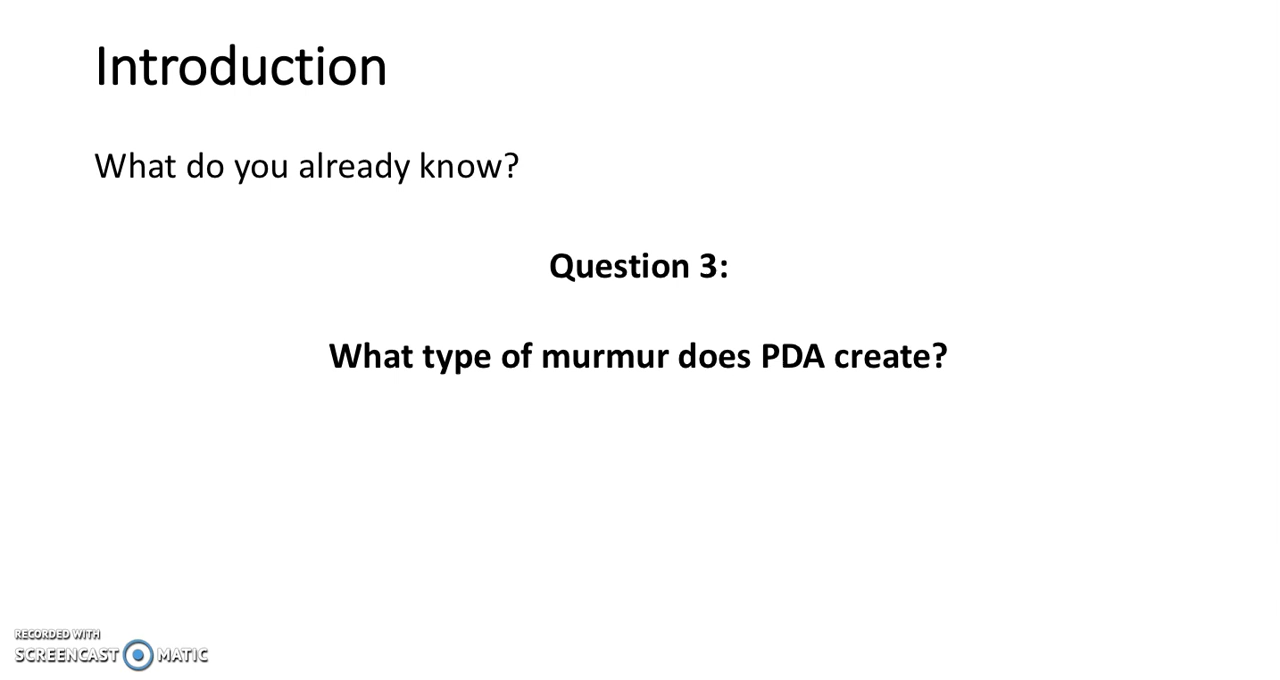 Introduction
What do you already know?
Question 3:
What type of murmur does PDA create?
RECORDED WITH
SCREENCAST MATIC